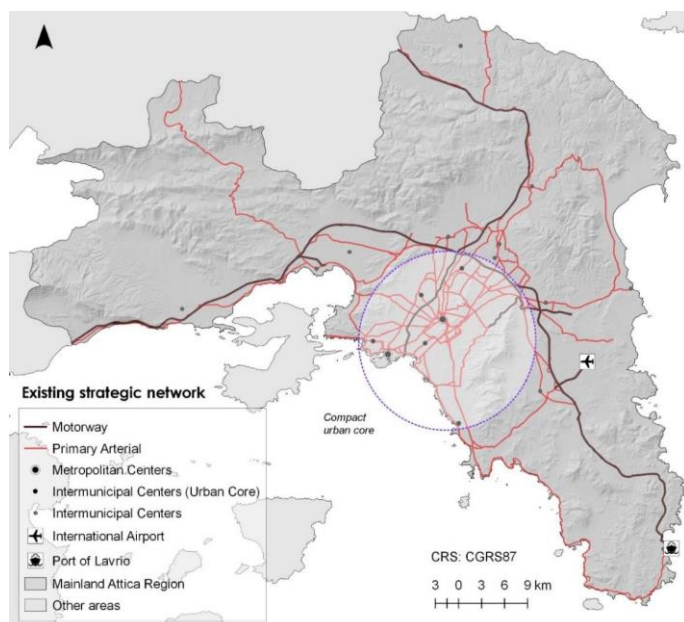 Existing strategic network
Motorway
Primary Arterial
Metropolitan Centers
Intermunicipal Centers (Urban Core)
Intermunicipal Centers
International Airport
Port of Lavrio
Mainland Attica Region
Other areas
Compact
urban core
CRS: CGRS87
3 0 3 6 9 km